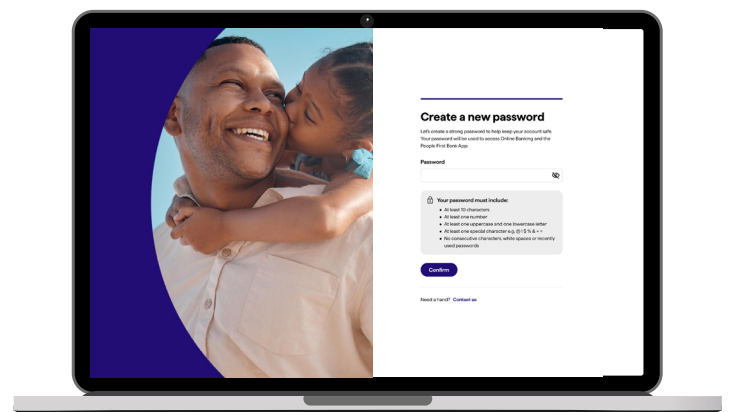 Create a new password
Let's create a strong password to help keep your account safe.
Your password will be used to access Online Banking and the
People First Bank App.
Password
Your password must include:
• At least 10 characters
• At least one number
• At least one uppercase and one lowercase letter
• At least one special character e.g. @ ! $ % & + =
• No consecutive characters, white spaces or recently
used passwords
Confirm
Need a hand? Contact us